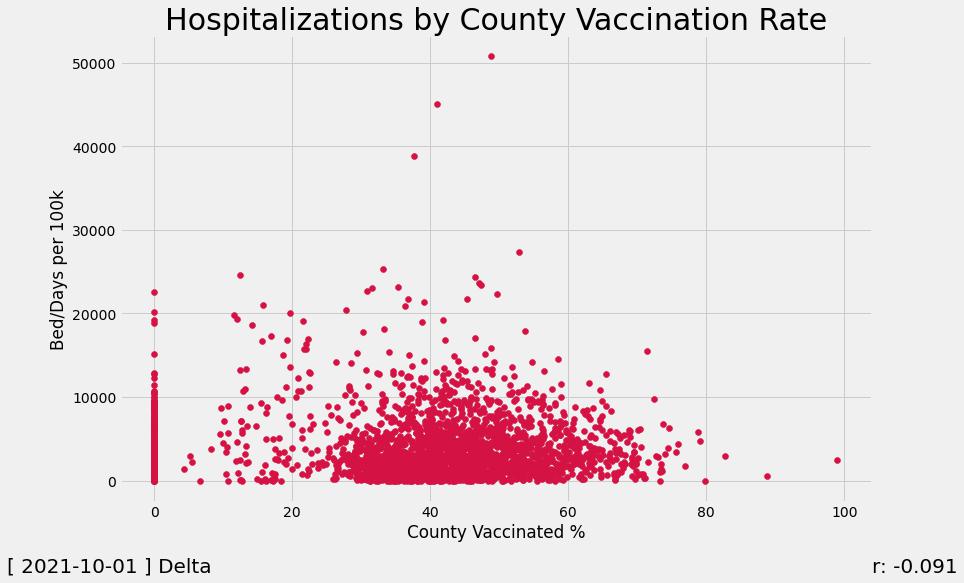 Hospitalizations by County Vaccination Rate
50000
40000
30000
20000
10000
0
Bed/Days per 100k
0 20 40 60 80 100
County Vaccinated %
[ 2021-10-01 ] Delta
r: -0.091